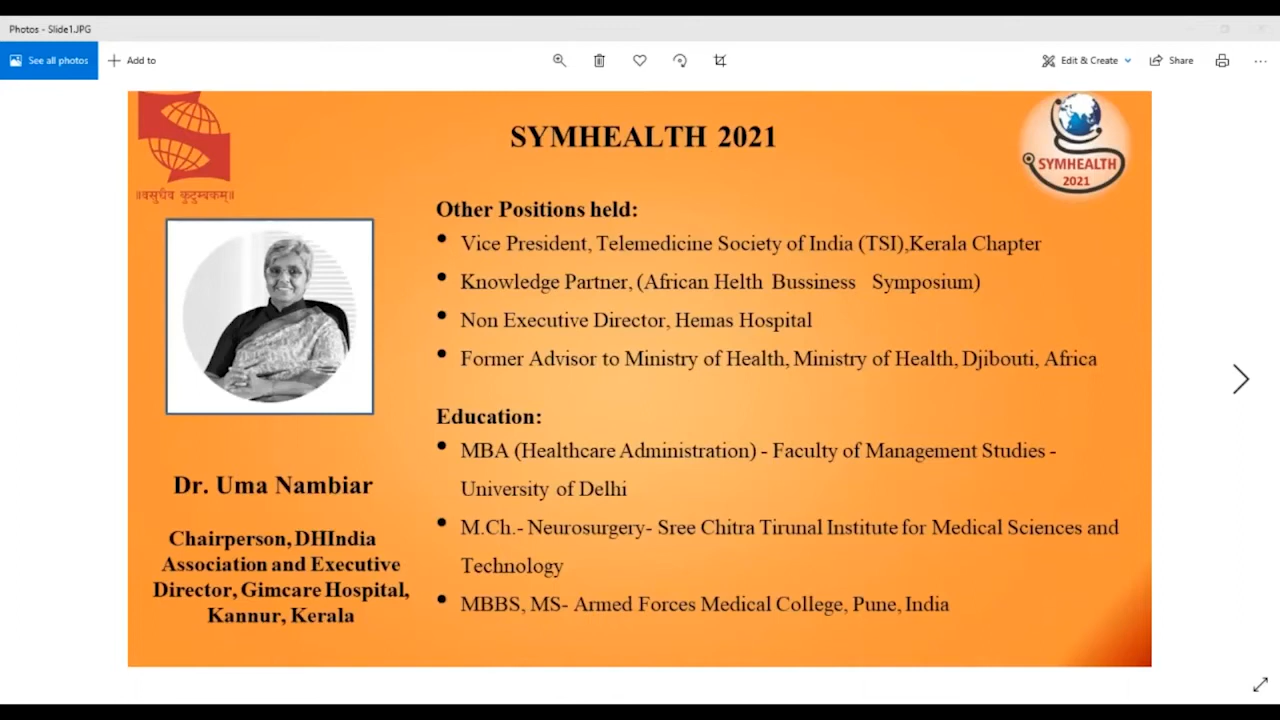 Photos - Slide1.JPG
See all photos
Add to
Edit & Create
Share
॥वसुधैव कुटुम्बकम्॥
SYMHEALTH 2021
SYMHEALTH
2021
Other Positions held:
• Vice President, Telemedicine Society of India (TSI),Kerala Chapter
• Knowledge Partner, (African Helth Bussiness Symposium)
• Non Executive Director, Hemas Hospital
• Former Advisor to Ministry of Health, Ministry of Health, Djibouti, Africa
Education:
• MBA (Healthcare Administration) - Faculty of Management Studies -
University of Delhi
• M.Ch.- Neurosurgery- Sree Chitra Tirunal Institute for Medical Sciences and
Technology
• MBBS, MS- Armed Forces Medical College, Pune, India
Dr. Uma Nambiar
Chairperson, DHIndia
Association and Executive
Director, Gimcare Hospital,
Kannur, Kerala